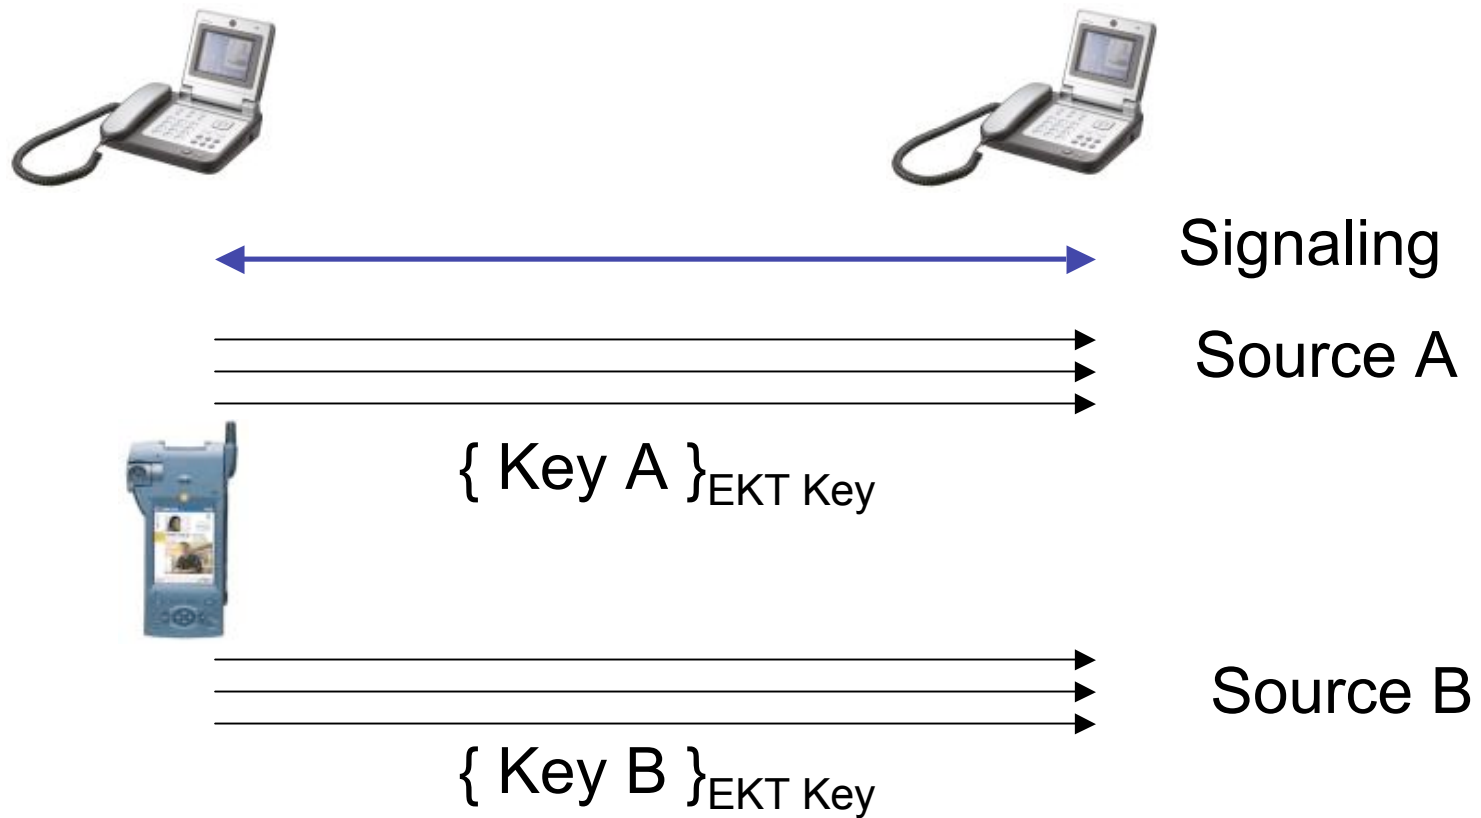 Signaling
Source A
{ Key A }EKT Key
Source B
{ Key B }EKT Key